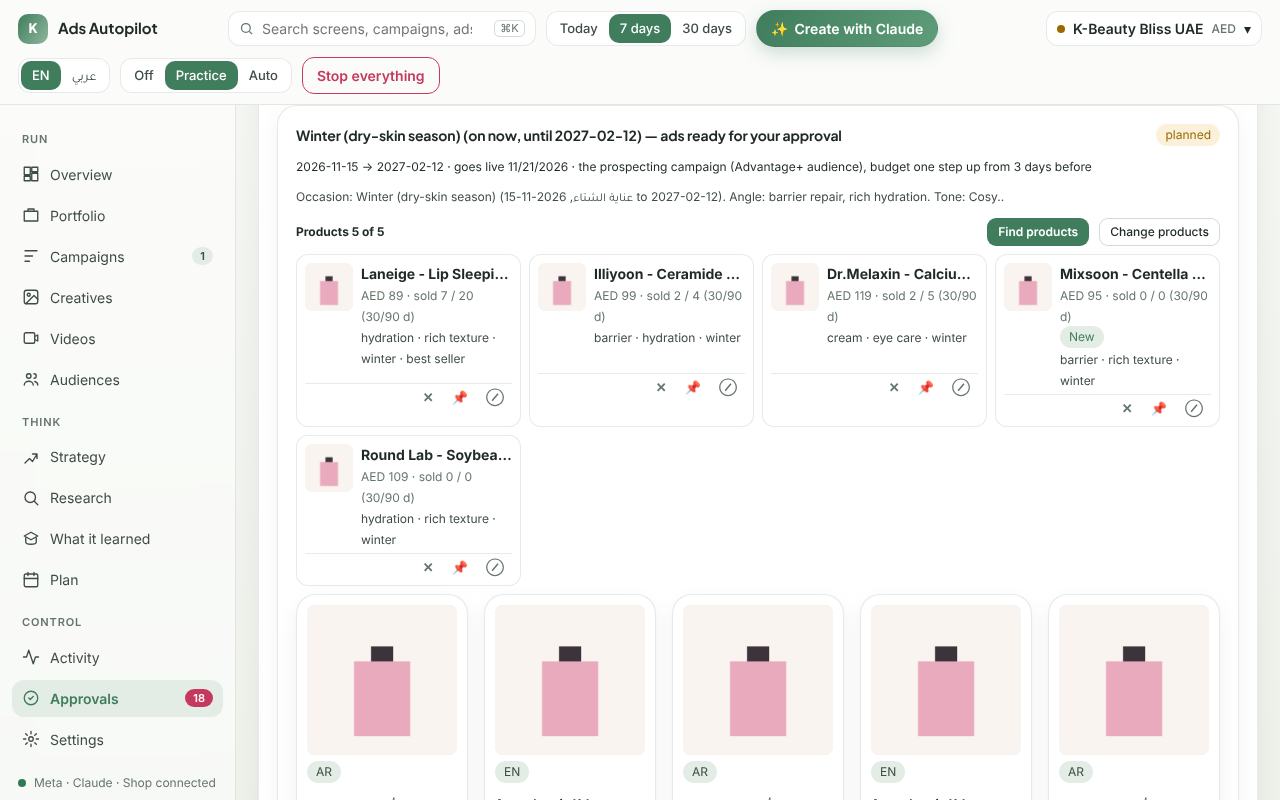 K
Ads Autopilot
Search screens, campaigns, ads
⌘K
Today
7 days
30 days
✨ Create with Claude
K-Beauty Bliss UAE AED ▾
EN
عربي
Off
Practice
Auto
Stop everything
RUN
Overview
Portfolio
Campaigns 1
Creatives
Videos
Audiences
THINK
Strategy
Research
What it learned
Plan
CONTROL
Activity
Approvals 18
Settings
Meta · Claude · Shop connected
Winter (dry-skin season) (on now, until 2027-02-12) — ads ready for your approval
planned
2026-11-15 → 2027-02-12 · goes live 11/21/2026 · the prospecting campaign (Advantage+ audience), budget one step up from 3 days before
Occasion: Winter (dry-skin season) (عناية الشتاء, 2026-11-15 to 2027-02-12). Angle: barrier repair, rich hydration. Tone: Cosy..
Products 5 of 5
Find products
Change products
Laneige - Lip Sleepi...
AED 89 · sold 7 / 20
(30/90 d)
hydration · rich texture ·
winter · best seller
✕ 📌
Illiyoon - Ceramide ...
AED 99 · sold 2 / 4 (30/90
d)
barrier · hydration · winter
✕ 📌
Dr.Melaxin - Calciu...
AED 119 · sold 2 / 5 (30/90
d)
cream · eye care · winter
✕ 📌
Mixsoon - Centella ...
AED 95 · sold 0 / 0 (30/90
d)
New
barrier · rich texture ·
winter
✕ 📌
Round Lab - Soybea...
AED 109 · sold 0 / 0
(30/90 d)
hydration · rich texture ·
winter
✕ 📌
AR
EN
AR
EN
AR